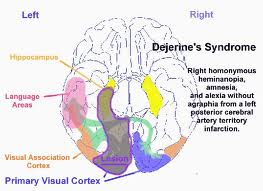 Left
Right
Hippocampus
Dejerine's Syndrome
Right homonymous
heminanopia,
amnesia,
and alexia without
agraphia from a left
posterior cerebral
artery territory
infarction.
Language
Areas
Visual Association
Cortex
Lesion
Primary Visual Cortex